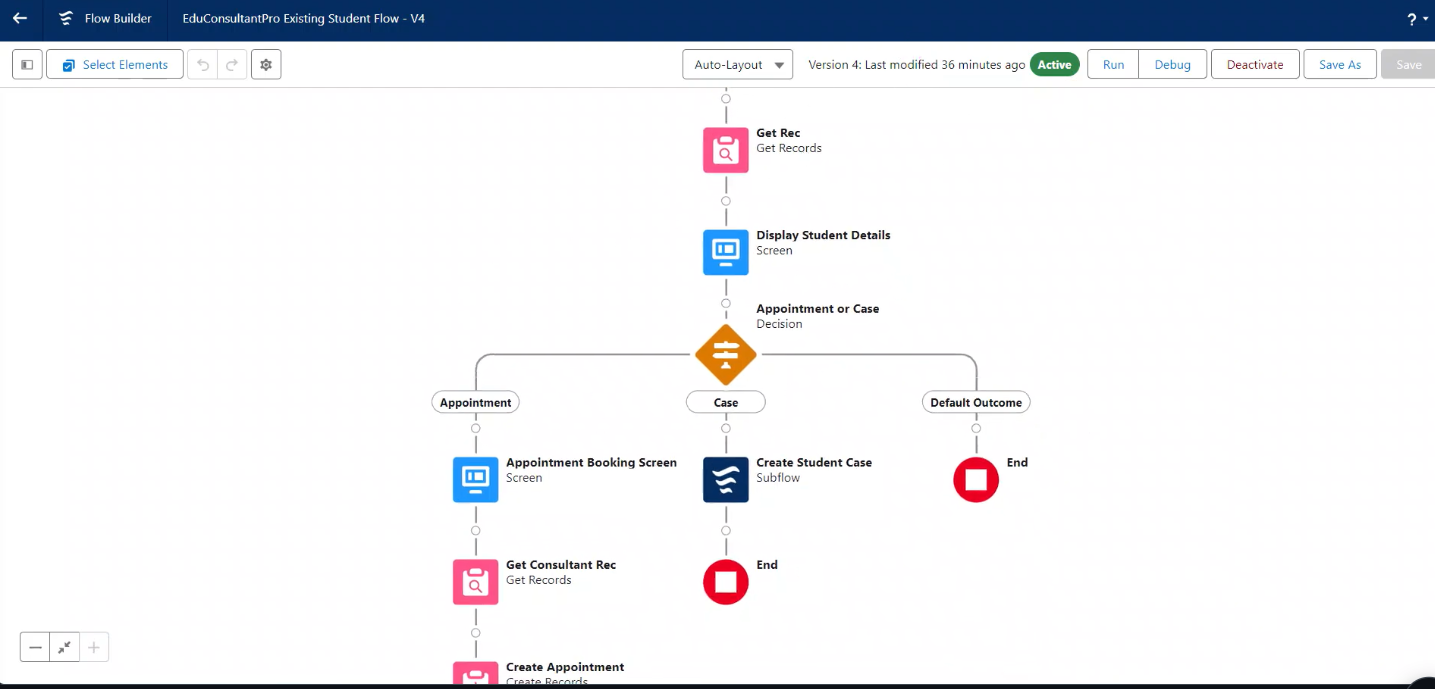 Flow Builder
EduConsultantPro Existing Student Flow - V4
?
Select Elements
Auto-Layout
Version 4: Last modified 36 minutes ago
Active
Run
Debug
Deactivate
Save As
Save
Get Rec
Get Records
Display Student Details
Screen
Appointment or Case
Decision
Appointment
Case
Default Outcome
Appointment Booking Screen
Screen
Create Student Case
Subflow
End
Get Consultant Rec
Get Records
End
Create Appointment
Create Records